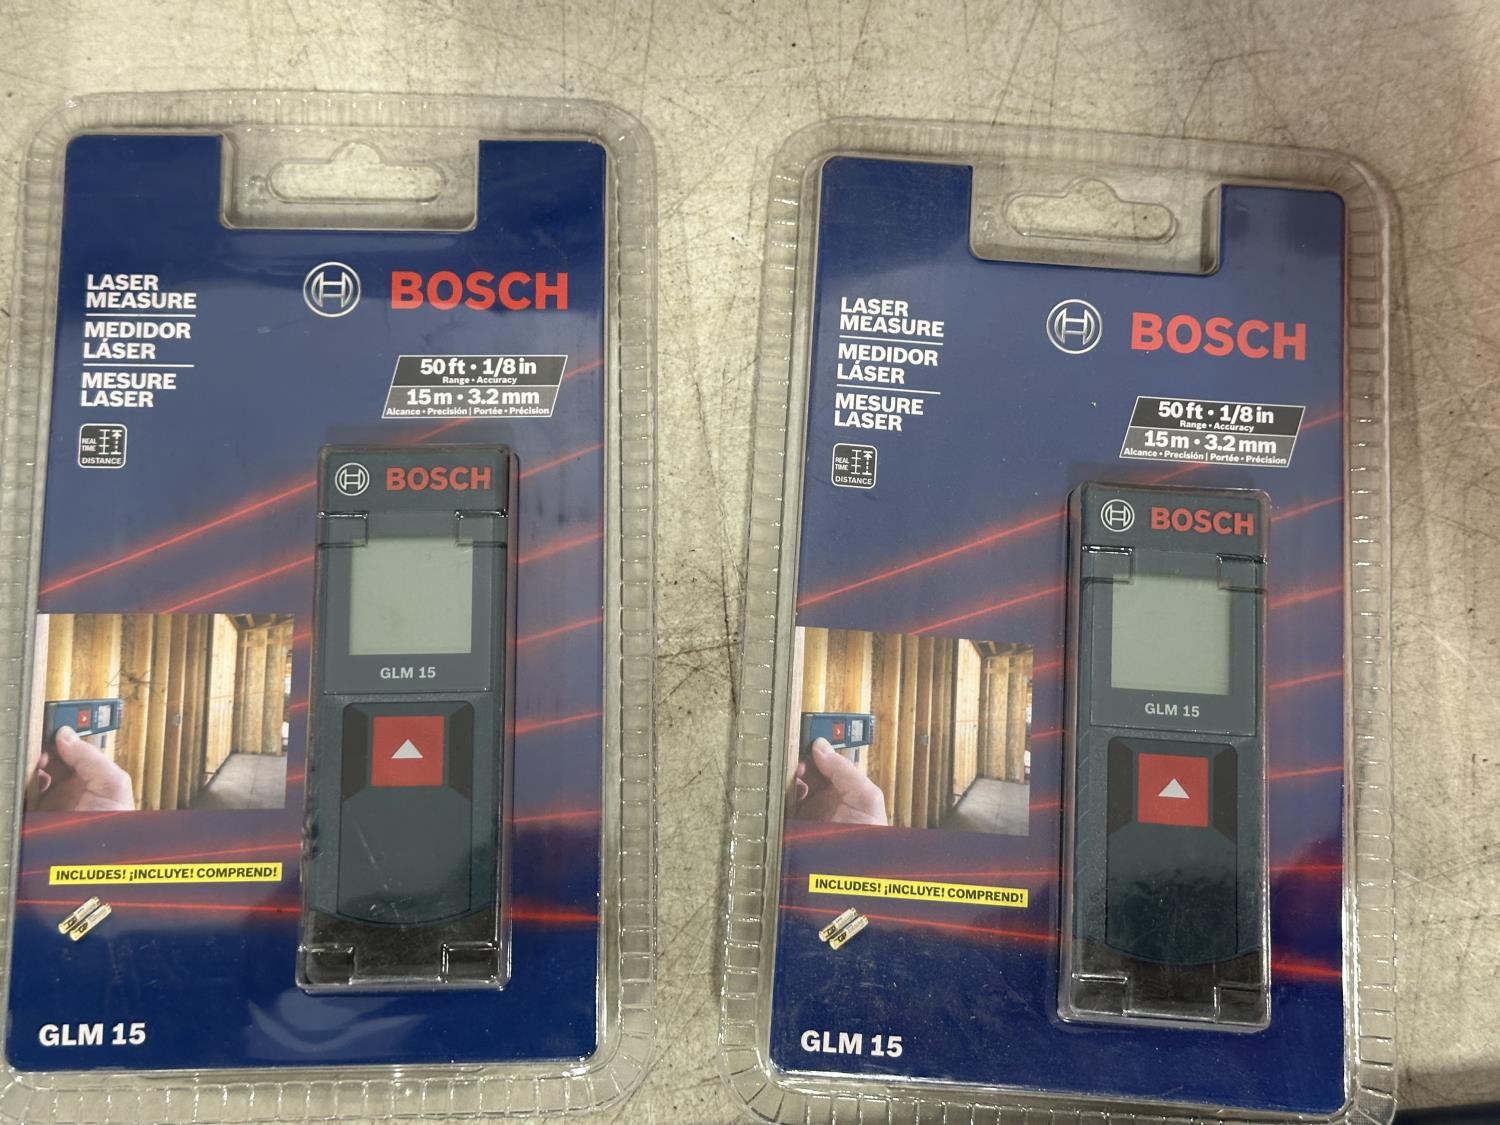 LASER
MEASURE
MEDIDOR
LÁSER
MESURE
LASER
REAL
TIME
DISTANCE
BOSCH
50 ft • 1/8 in
Range • Accuracy
15 m • 3.2 mm
Alcance • Precisión | Portée • Précision
BOSCH
GLM 15
INCLUDES! ¡INCLUYE! COMPREND!
GLM 15
LASER
MEASURE
MEDIDOR
LÁSER
MESURE
LASER
REAL
TIME
DISTANCE
BOSCH
50 ft • 1/8 in
Range • Accuracy
15 m • 3.2 mm
Alcance • Precisión | Portée • Précision
BOSCH
GLM 15
INCLUDES! ¡INCLUYE! COMPREND!
GLM 15